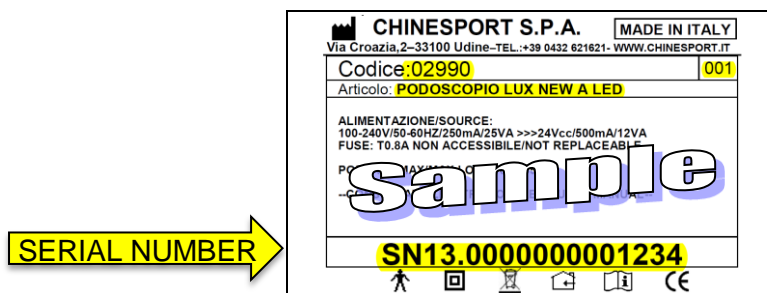 CHINESPORT S.P.A. MADE IN ITALY
Via Croazia,2–33100 Udine–TEL.:+39 0432 621621- WWW.CHINESPORT.IT
Codice:02990 001
Articolo: PODOSCOPIO LUX NEW A LED
ALIMENTAZIONE/SOURCE:
100-240V/50-60HZ/250mA/25VA >>>24Vcc/500mA/12VA
FUSE: T0.8A NON ACCESSIBILE/NOT REPLACEABLE
Sample
SERIAL NUMBER
SN13.0000000001234
CE